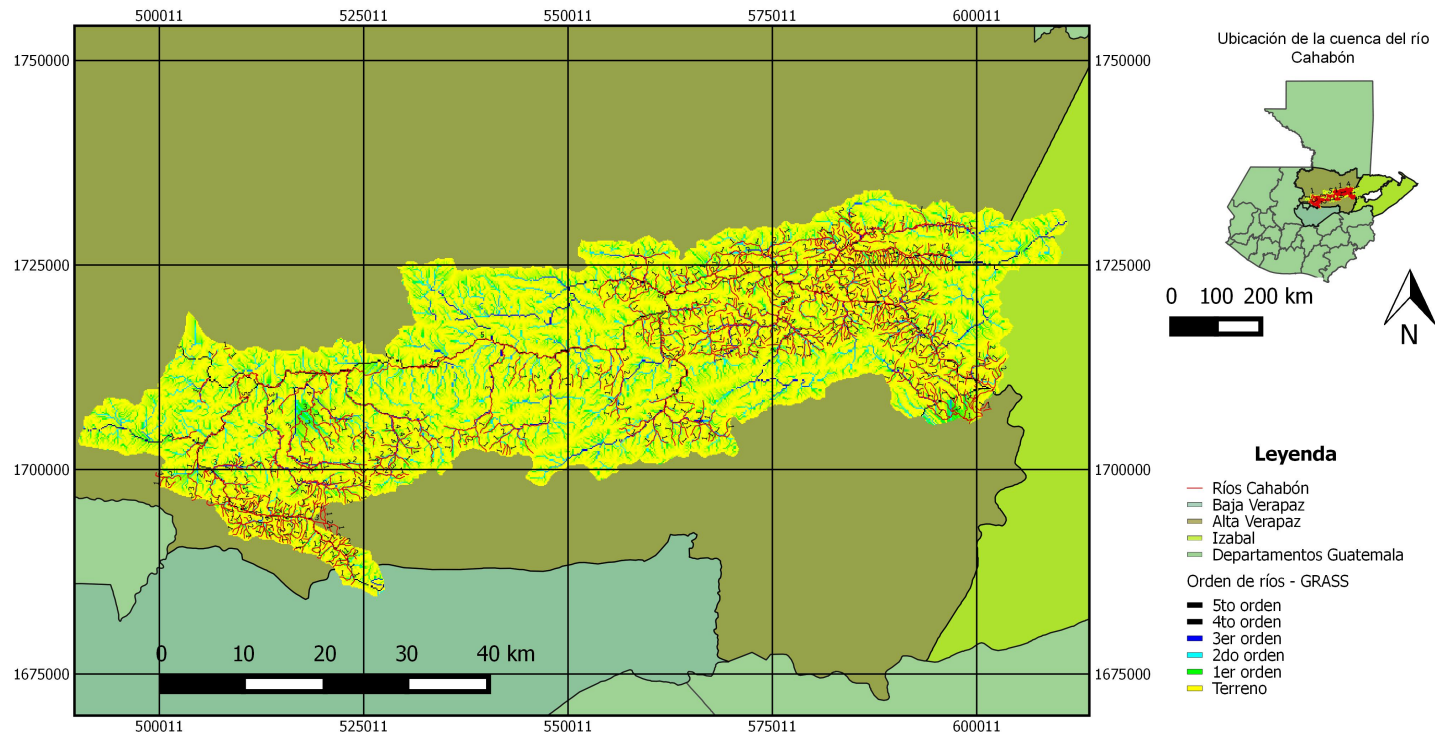 500011 525011 550011 575011 600011
1750000 1750000
1725000 1725000
1700000 1700000
1675000 1675000
0 10 20 30 40 km
500011 525011 550011 575011 600011
Ubicación de la cuenca del río
Cahabón
0 100 200 km
N
Leyenda
Ríos Cahabón
Baja Verapaz
Alta Verapaz
Izabal
Departamentos Guatemala
Orden de ríos - GRASS
5to orden
4to orden
3er orden
2do orden
1er orden
Terreno